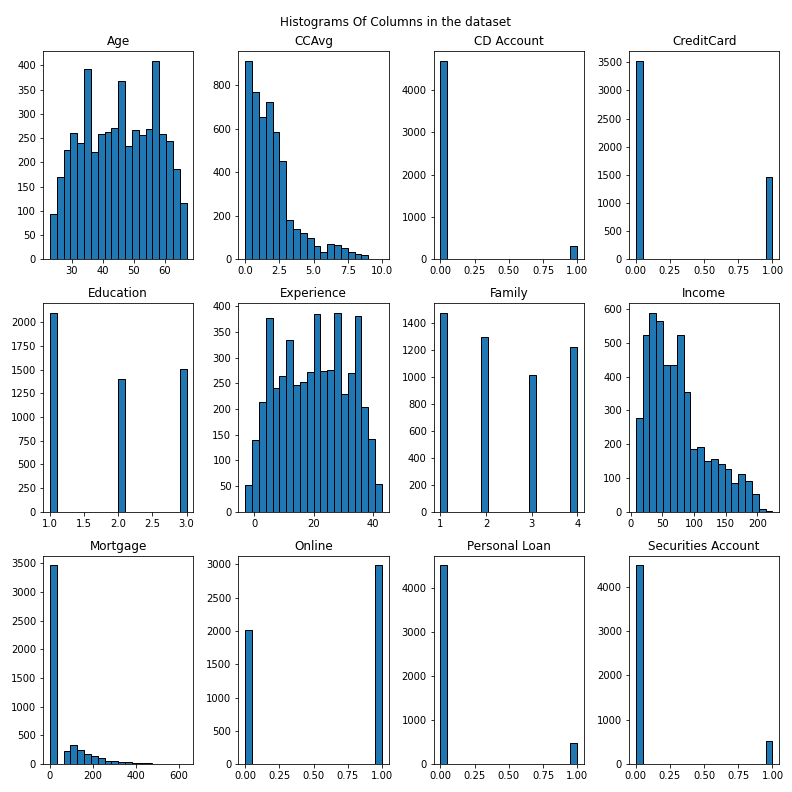 Histograms Of Columns in the dataset
Age CCAvg CD Account CreditCard
400 350 300 250 200 150 100 50 0
30 40 50 60
800 600 400 200 0
0.0 2.5 5.0 7.5 10.0
4000 3000 2000 1000 0
0.00 0.25 0.50 0.75 1.00
3500 3000 2500 2000 1500 1000 500 0
0.00 0.25 0.50 0.75 1.00
Education Experience Family Income
2000 1750 1500 1250 1000 750 500 250 0
1.0 1.5 2.0 2.5 3.0
400 350 300 250 200 150 100 50 0
0 20 40
1400 1200 1000 800 600 400 200 0
1 2 3 4
600 500 400 300 200 100 0
0 50 100 150 200
Mortgage Online Personal Loan Securities Account
3500 3000 2500 2000 1500 1000 500 0
0 200 400 600
3000 2500 2000 1500 1000 500 0
0.00 0.25 0.50 0.75 1.00
4000 3000 2000 1000 0
0.00 0.25 0.50 0.75 1.00
4000 3000 2000 1000 0
0.00 0.25 0.50 0.75 1.00